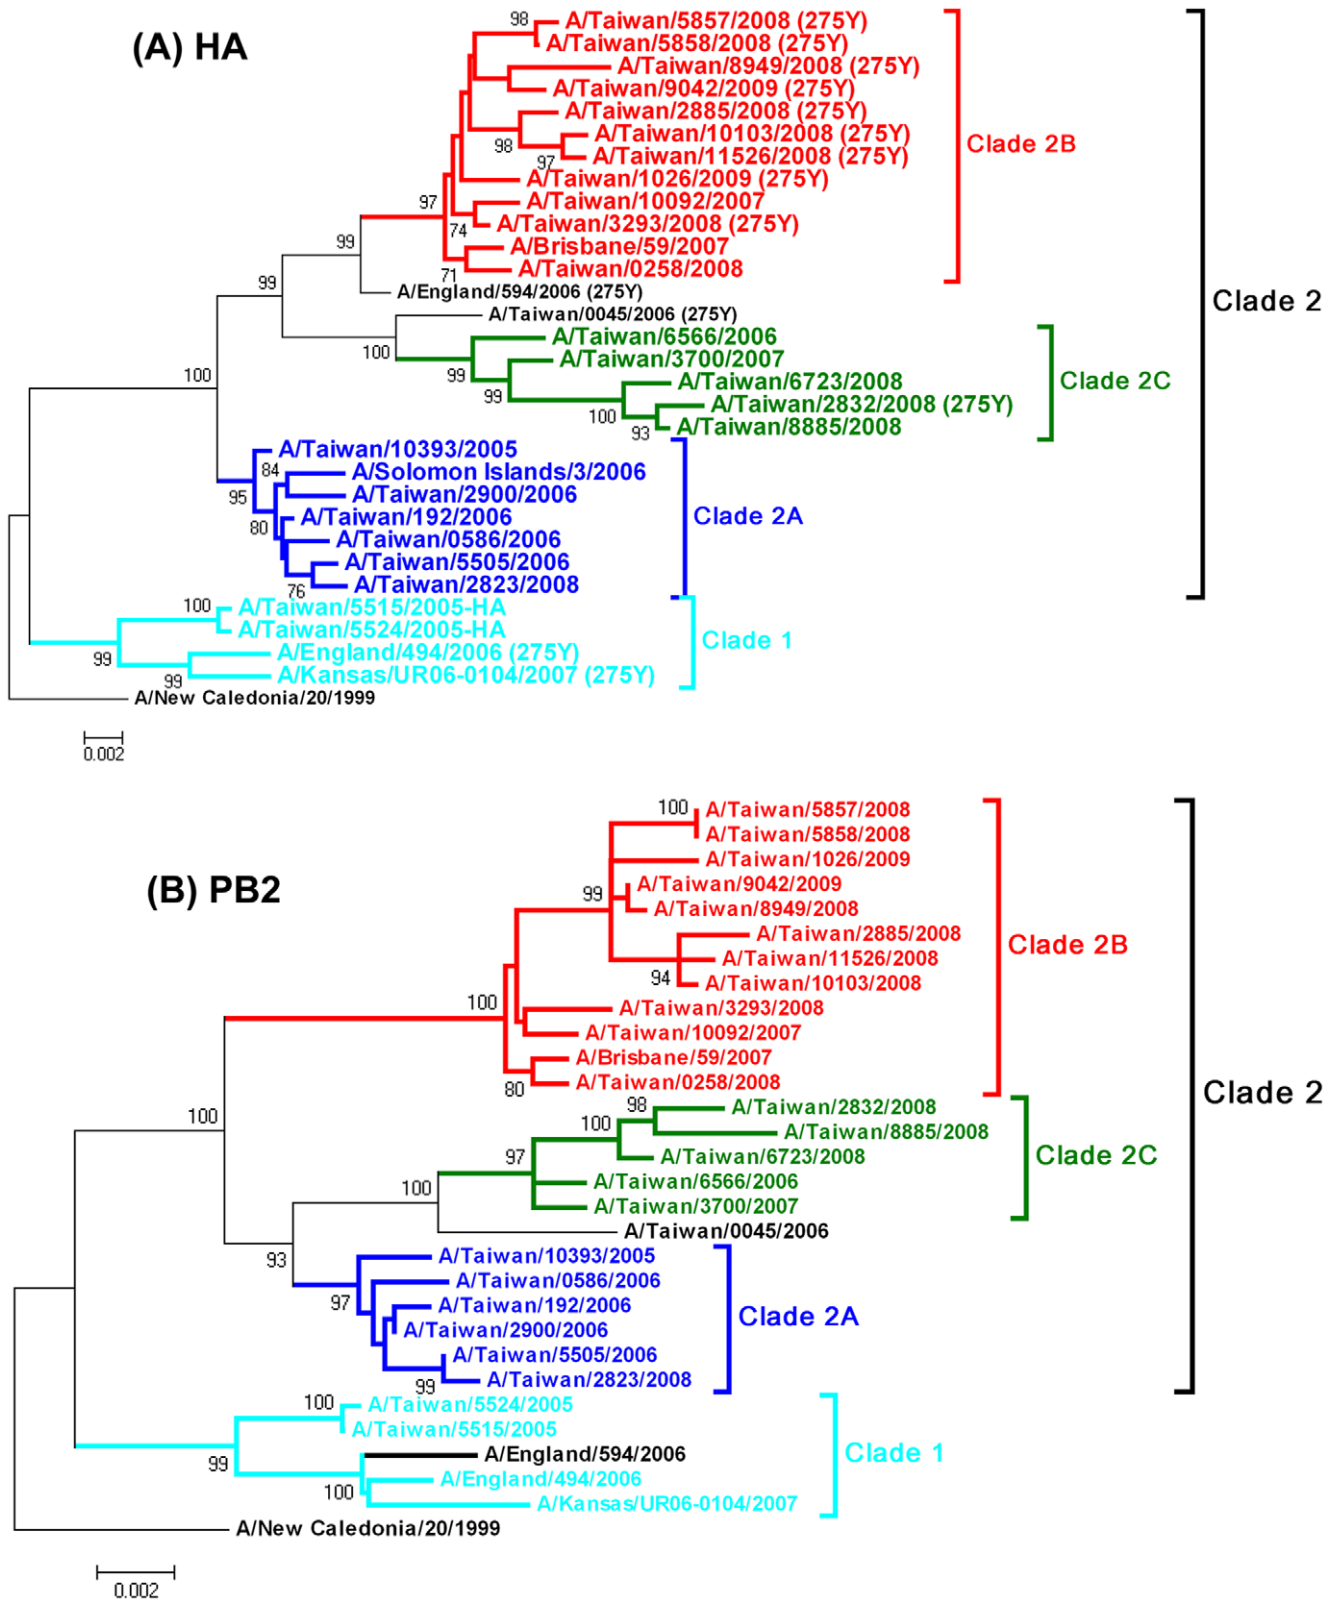 (A) HA
98
A/Taiwan/5857/2008 (275Y)
A/Taiwan/5858/2008 (275Y)
A/Taiwan/8949/2008 (275Y)
A/Taiwan/9042/2009 (275Y)
A/Taiwan/2885/2008 (275Y)
98
A/Taiwan/10103/2008 (275Y)
97
A/Taiwan/11526/2008 (275Y)
A/Taiwan/1026/2009 (275Y)
97
A/Taiwan/10092/2007
74
A/Taiwan/3293/2008 (275Y)
A/Brisbane/59/2007
71
A/Taiwan/0258/2008
Clade 2B
99
A/England/594/2006 (275Y)
99
A/Taiwan/0045/2006 (275Y)
100
A/Taiwan/6566/2006
99
A/Taiwan/3700/2007
99
A/Taiwan/6723/2008
100
A/Taiwan/2832/2008 (275Y)
93
A/Taiwan/8885/2008
Clade 2C
Clade 2
100
A/Taiwan/10393/2005
84
A/Solomon Islands/3/2006
95
A/Taiwan/2900/2006
80
A/Taiwan/192/2006
A/Taiwan/0586/2006
A/Taiwan/5505/2006
76
A/Taiwan/2823/2008
Clade 2A
100
A/Taiwan/5515/2005-HA
A/Taiwan/5524/2005-HA
99
A/England/494/2006 (275Y)
99
A/Kansas/UR06-0104/2007 (275Y)
Clade 1
A/New Caledonia/20/1999
0.002
(B) PB2
100
A/Taiwan/5857/2008
A/Taiwan/5858/2008
A/Taiwan/1026/2009
99
A/Taiwan/9042/2009
A/Taiwan/8949/2008
A/Taiwan/2885/2008
A/Taiwan/11526/2008
94
A/Taiwan/10103/2008
100
A/Taiwan/3293/2008
A/Taiwan/10092/2007
A/Brisbane/59/2007
80
A/Taiwan/0258/2008
Clade 2B
98
A/Taiwan/2832/2008
100
A/Taiwan/8885/2008
A/Taiwan/6723/2008
97
A/Taiwan/6566/2006
A/Taiwan/3700/2007
Clade 2C
100
A/Taiwan/0045/2006
Clade 2
100
93
A/Taiwan/10393/2005
A/Taiwan/0586/2006
97
A/Taiwan/192/2006
A/Taiwan/2900/2006
A/Taiwan/5505/2006
99
A/Taiwan/2823/2008
Clade 2A
100
A/Taiwan/5524/2005
A/Taiwan/5515/2005
99
A/England/594/2006
A/England/494/2006
100
A/Kansas/UR06-0104/2007
Clade 1
A/New Caledonia/20/1999
0.002